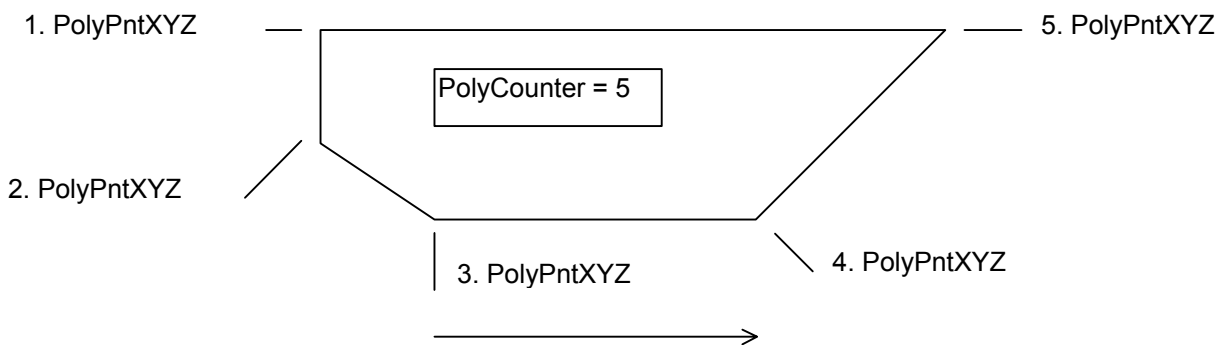 1. PolyPntXYZ
5. PolyPntXYZ
PolyCounter = 5
2. PolyPntXYZ
3. PolyPntXYZ
4. PolyPntXYZ